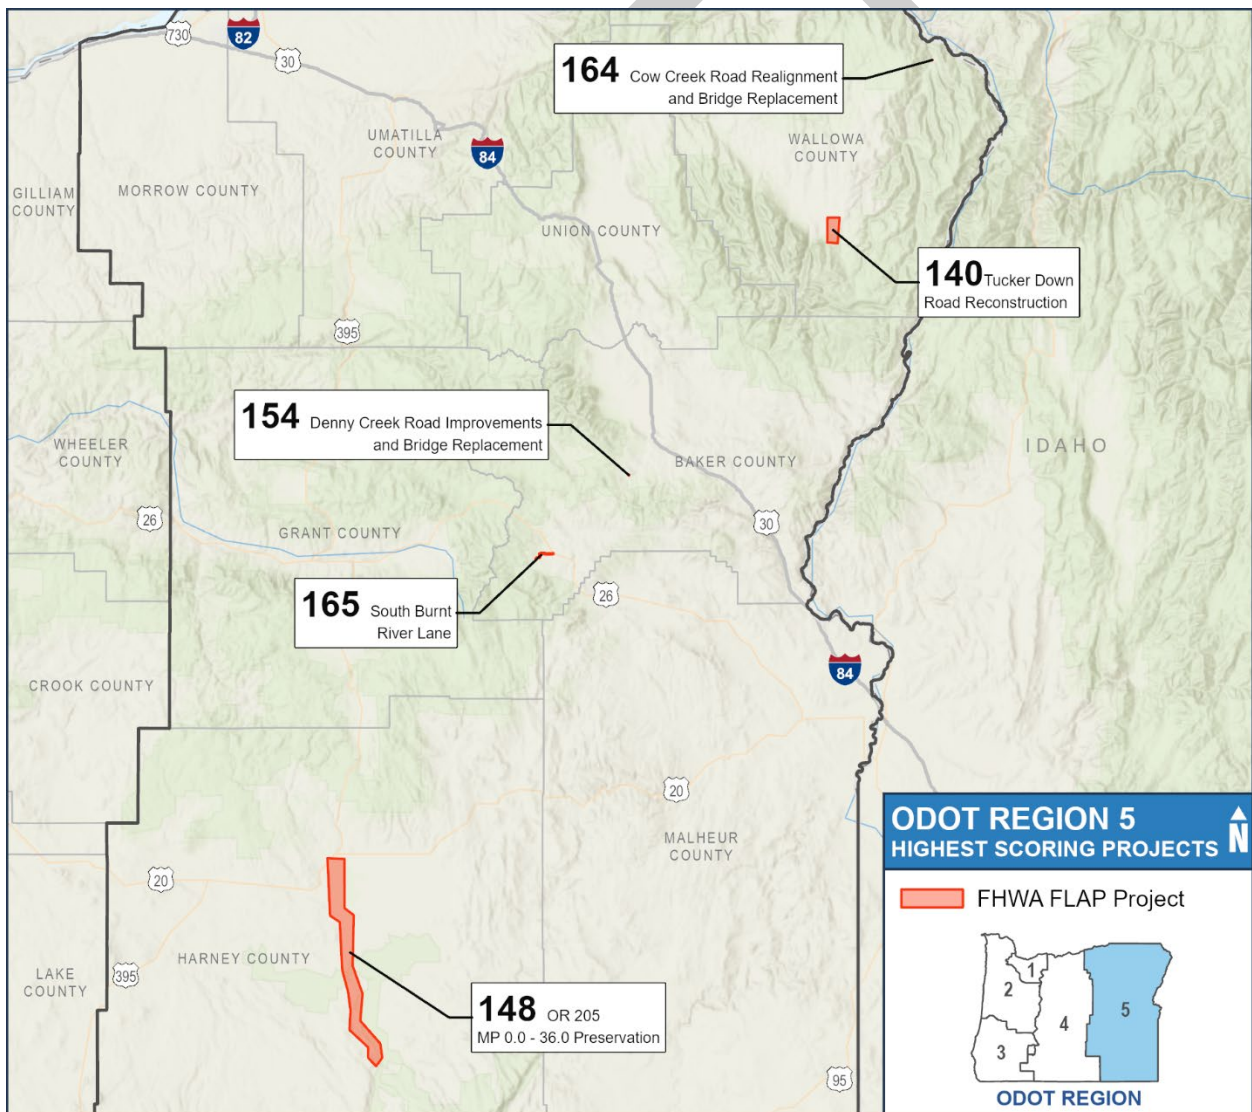 82
730
30
164 Cow Creek Road Realignment
and Bridge Replacement
UMATILLA
COUNTY
WALLOWA
COUNTY
84
GILLIAM
COUNTY
MORROW COUNTY
UNION COUNTY
140 Tucker Down
Road Reconstruction
395
154 Denny Creek Road Improvements
and Bridge Replacement
WHEELER
COUNTY
BAKER COUNTY
IDAHO
26
GRANT COUNTY
30
165 South Burnt
River Lane
26
CROOK COUNTY
84
20
MALHEUR
COUNTY
ODOT REGION 5
HIGHEST SCORING PROJECTS
N
20
FHWA FLAP Project
HARNEY COUNTY
LAKE
COUNTY
395
148 OR 205
MP 0.0 - 36.0 Preservation
95
1
2
3
4
5
ODOT REGION